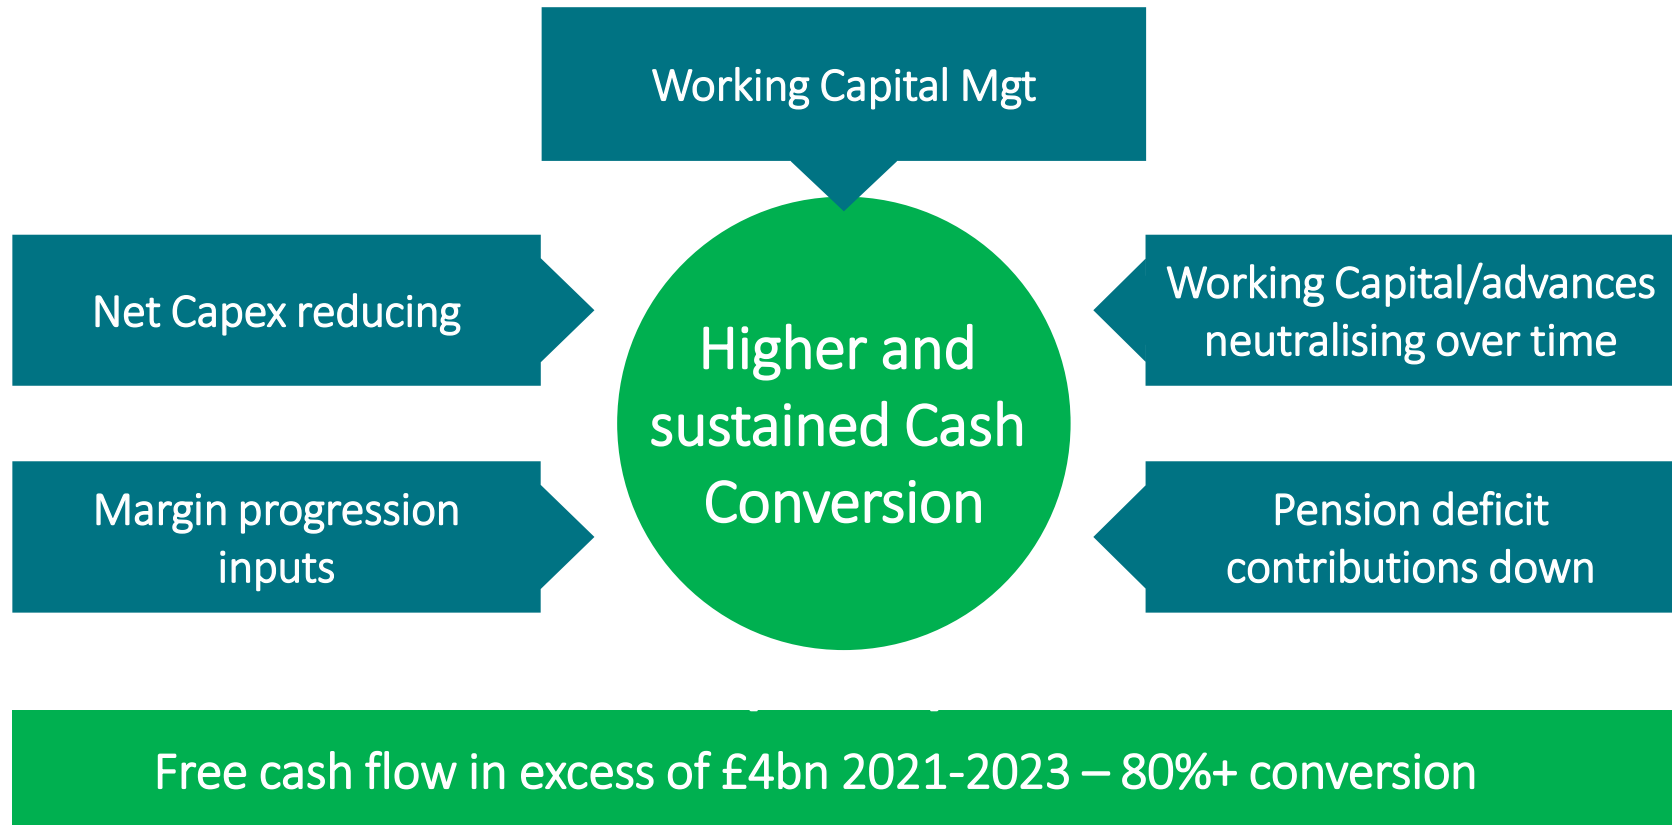 Working Capital Mgt
Net Capex reducing
Working Capital/advances
neutralising over time
Higher and
sustained Cash
Conversion
Margin progression
inputs
Pension deficit
contributions down
Free cash flow in excess of £4bn 2021-2023 – 80%+ conversion